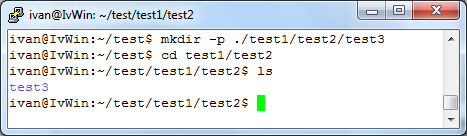 ivan@IvWin: ~/test/test1/test2
ivan@IvWin:~/test$ mkdir -p ./test1/test2/test3
ivan@IvWin:~/test$ cd test1/test2
ivan@IvWin:~/test/test1/test2$ ls
test3
ivan@IvWin:~/test/test1/test2$